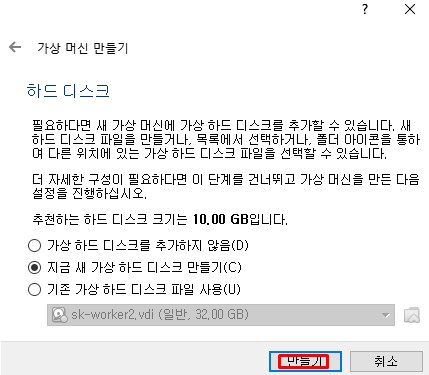 ?
가상 머신 만들기
하드 디스크
필요하다면 새 가상 머신에 가상 하드 디스크를 추가할 수 있습니다. 새
하드 디스크 파일을 만들거나, 목록에서 선택하거나, 폴더 아이콘을 통하
여 다른 위치에 있는 가상 하드 디스크 파일을 선택할 수 있습니다.
더 자세한 구성이 필요하다면 이 단계를 건너뛰고 가상 머신을 만든 다음
설정을 진행하십시오.
추천하는 하드 디스크 크기는 10,00 GB입니다.
가상 하드 디스크를 추가하지 않음(D)
지금 새 가상 하드 디스크 만들기(C)
기존 가상 하드 디스크 파일 사용(U)
sk-worker2.vdi (일반, 32,00 GB)
만들기 취소